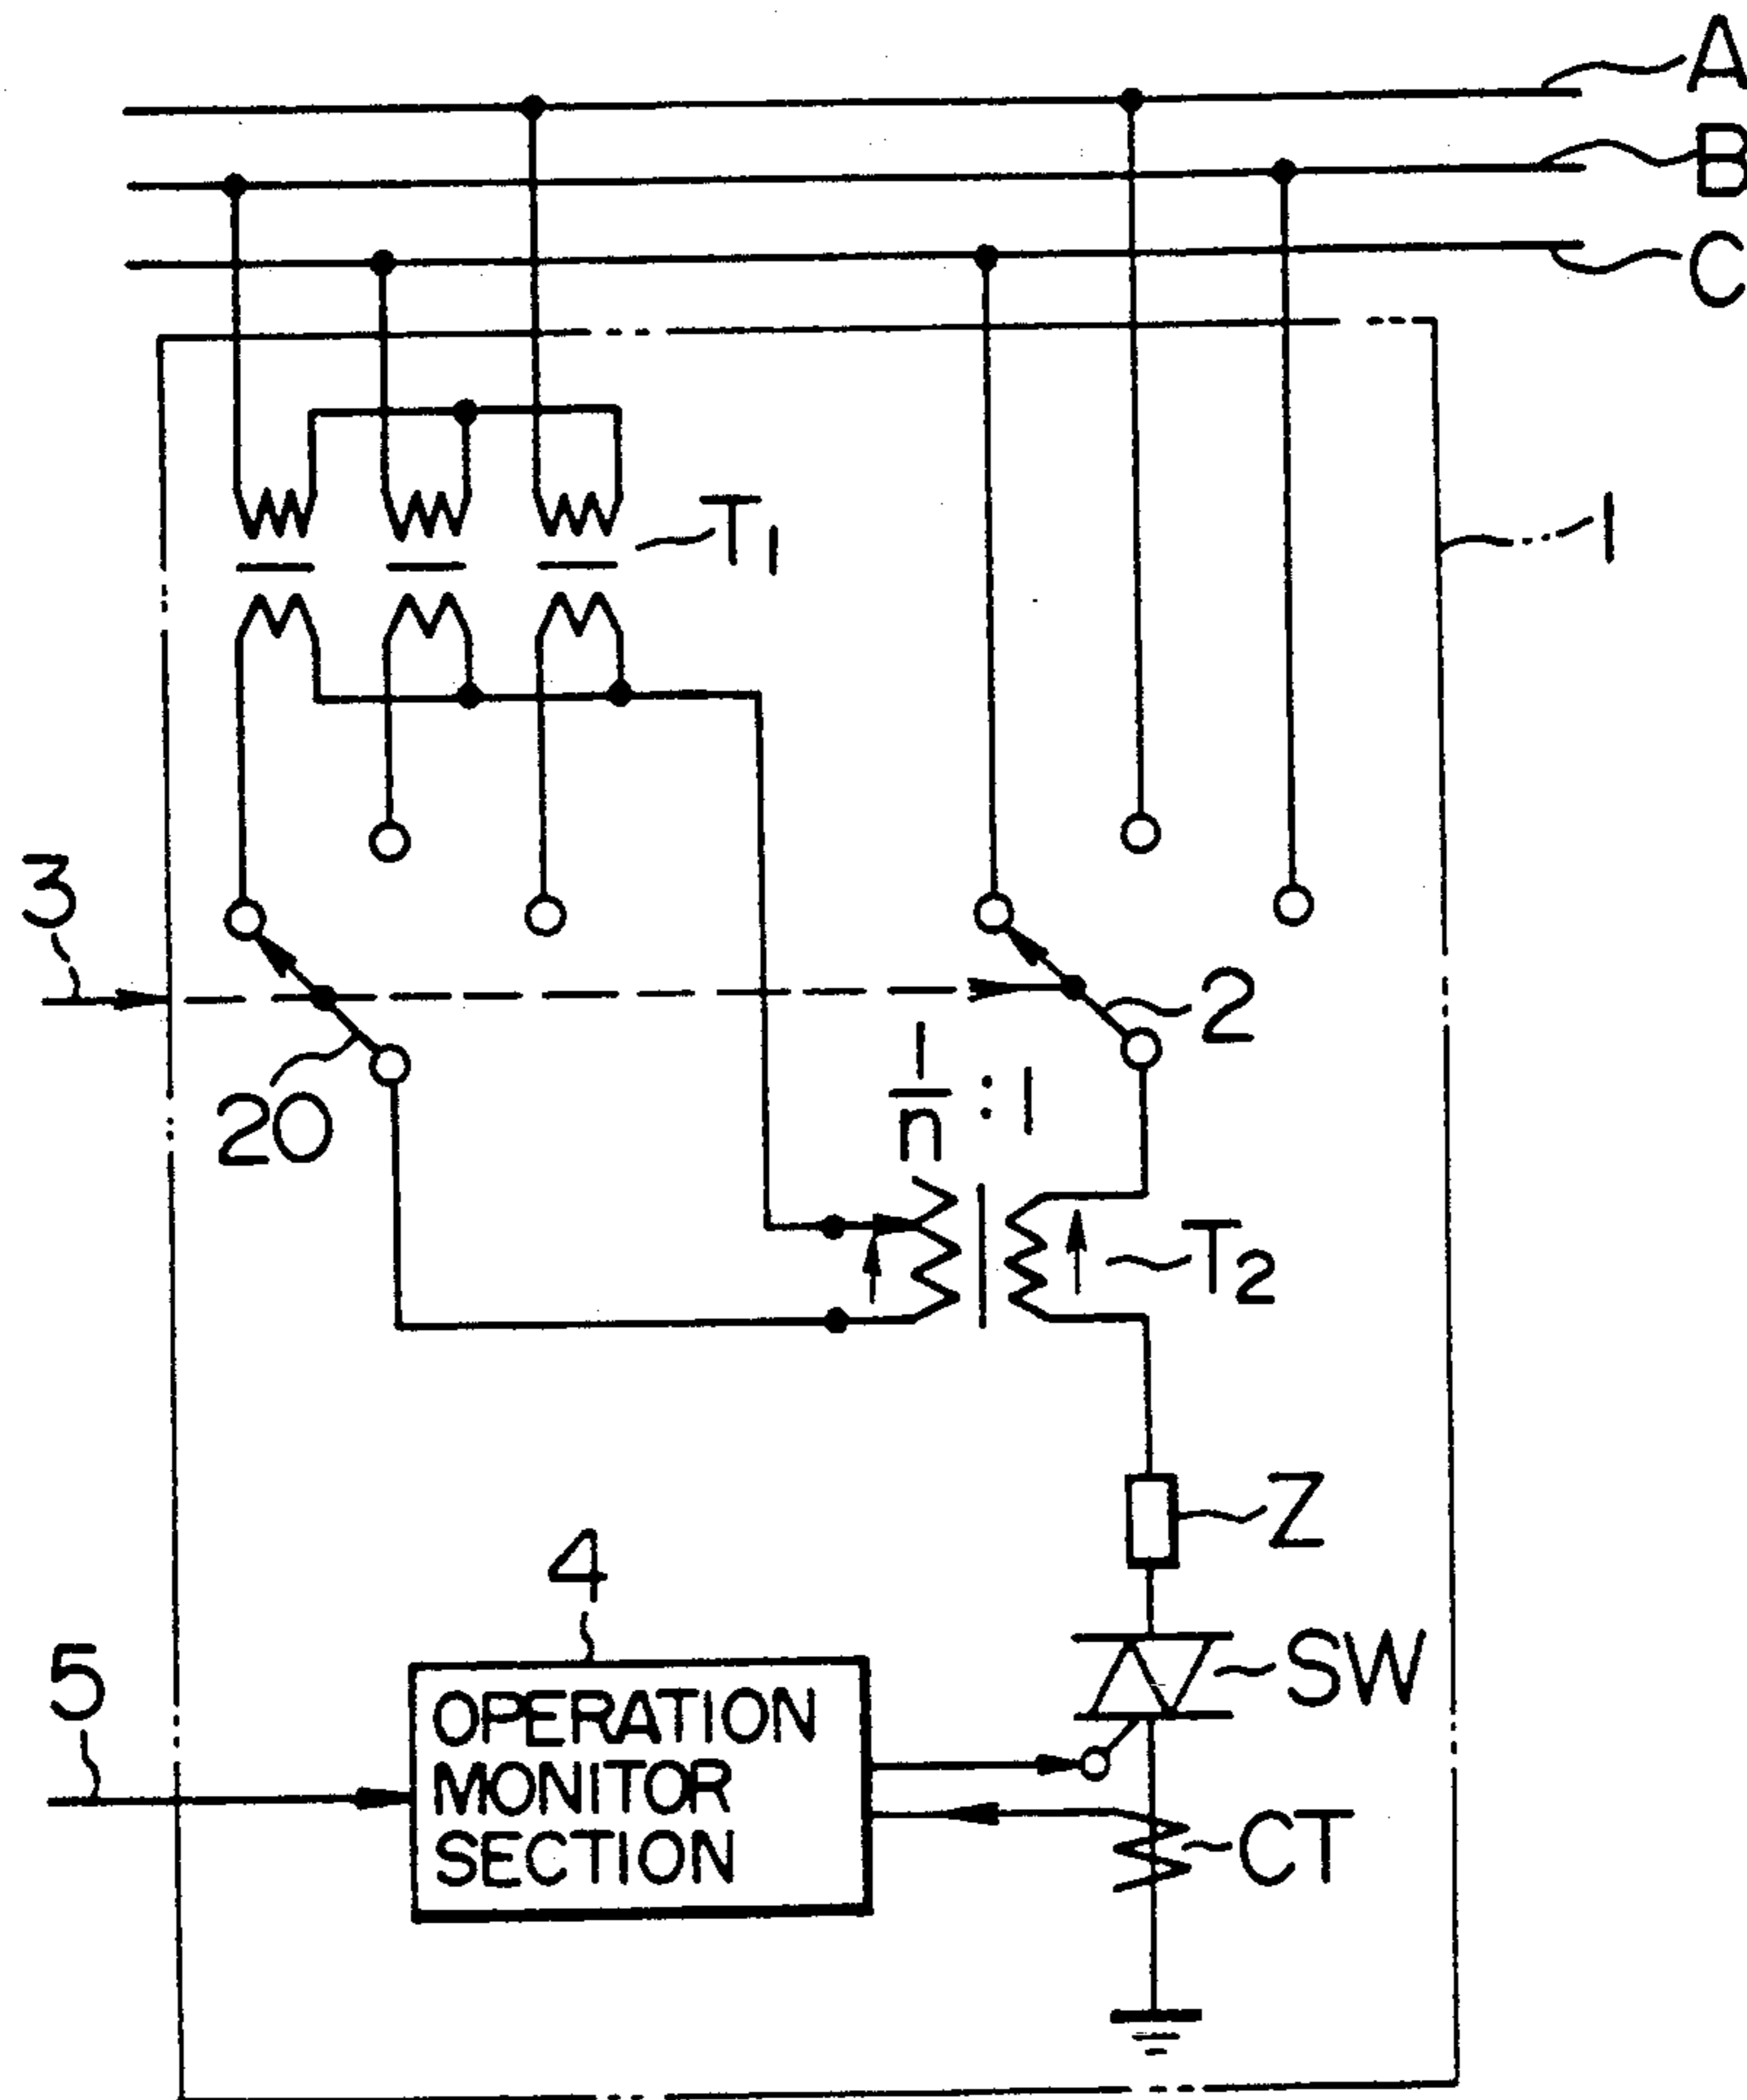 A
B
C
T1
1
3
2
20
1/n : 1
T2
Z
4
SW
5
OPERATION
MONITOR
SECTION
CT